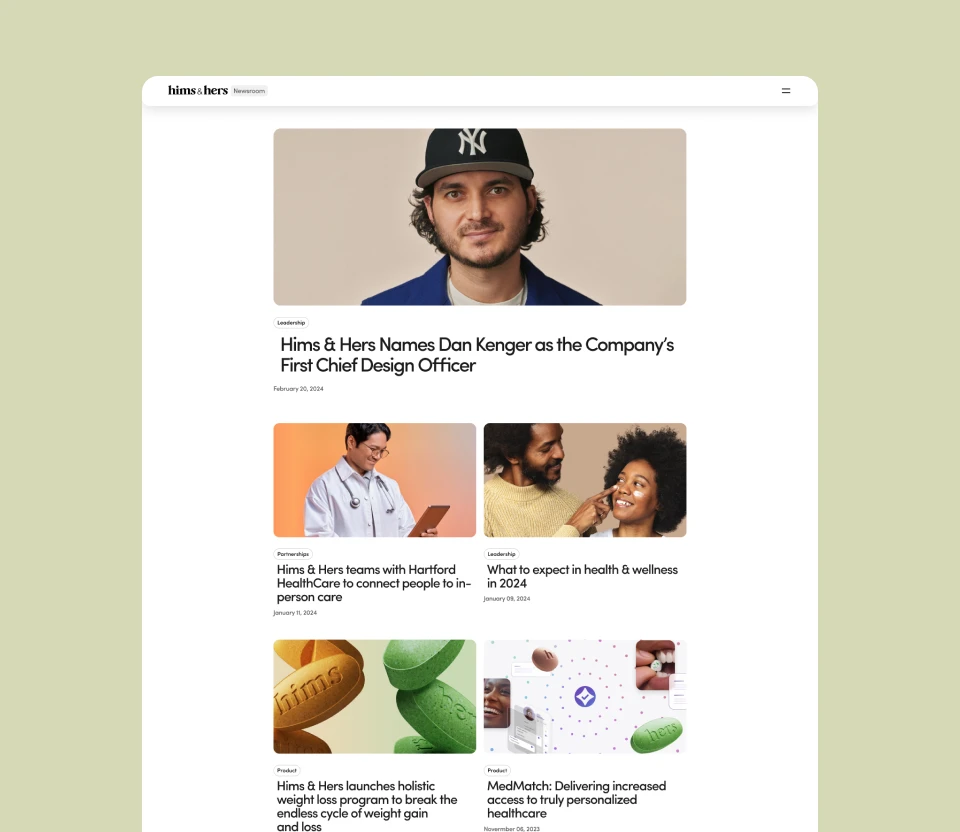 hims&hers Newsroom
NY
Leadership
Hims & Hers Names Dan Kenger as the Company's
First Chief Design Officer
February 20, 2024
Partnerships
Hims & Hers teams with Hartford
HealthCare to connect people to in-
person care
January 11, 2024
Leadership
What to expect in health & wellness
in 2024
January 09, 2024
hims
hers
Product
Hims & Hers launches holistic
weight loss program to break the
endless cycle of weight gain
and loss
Product
MedMatch: Delivering increased
access to truly personalized
healthcare
November 06, 2023